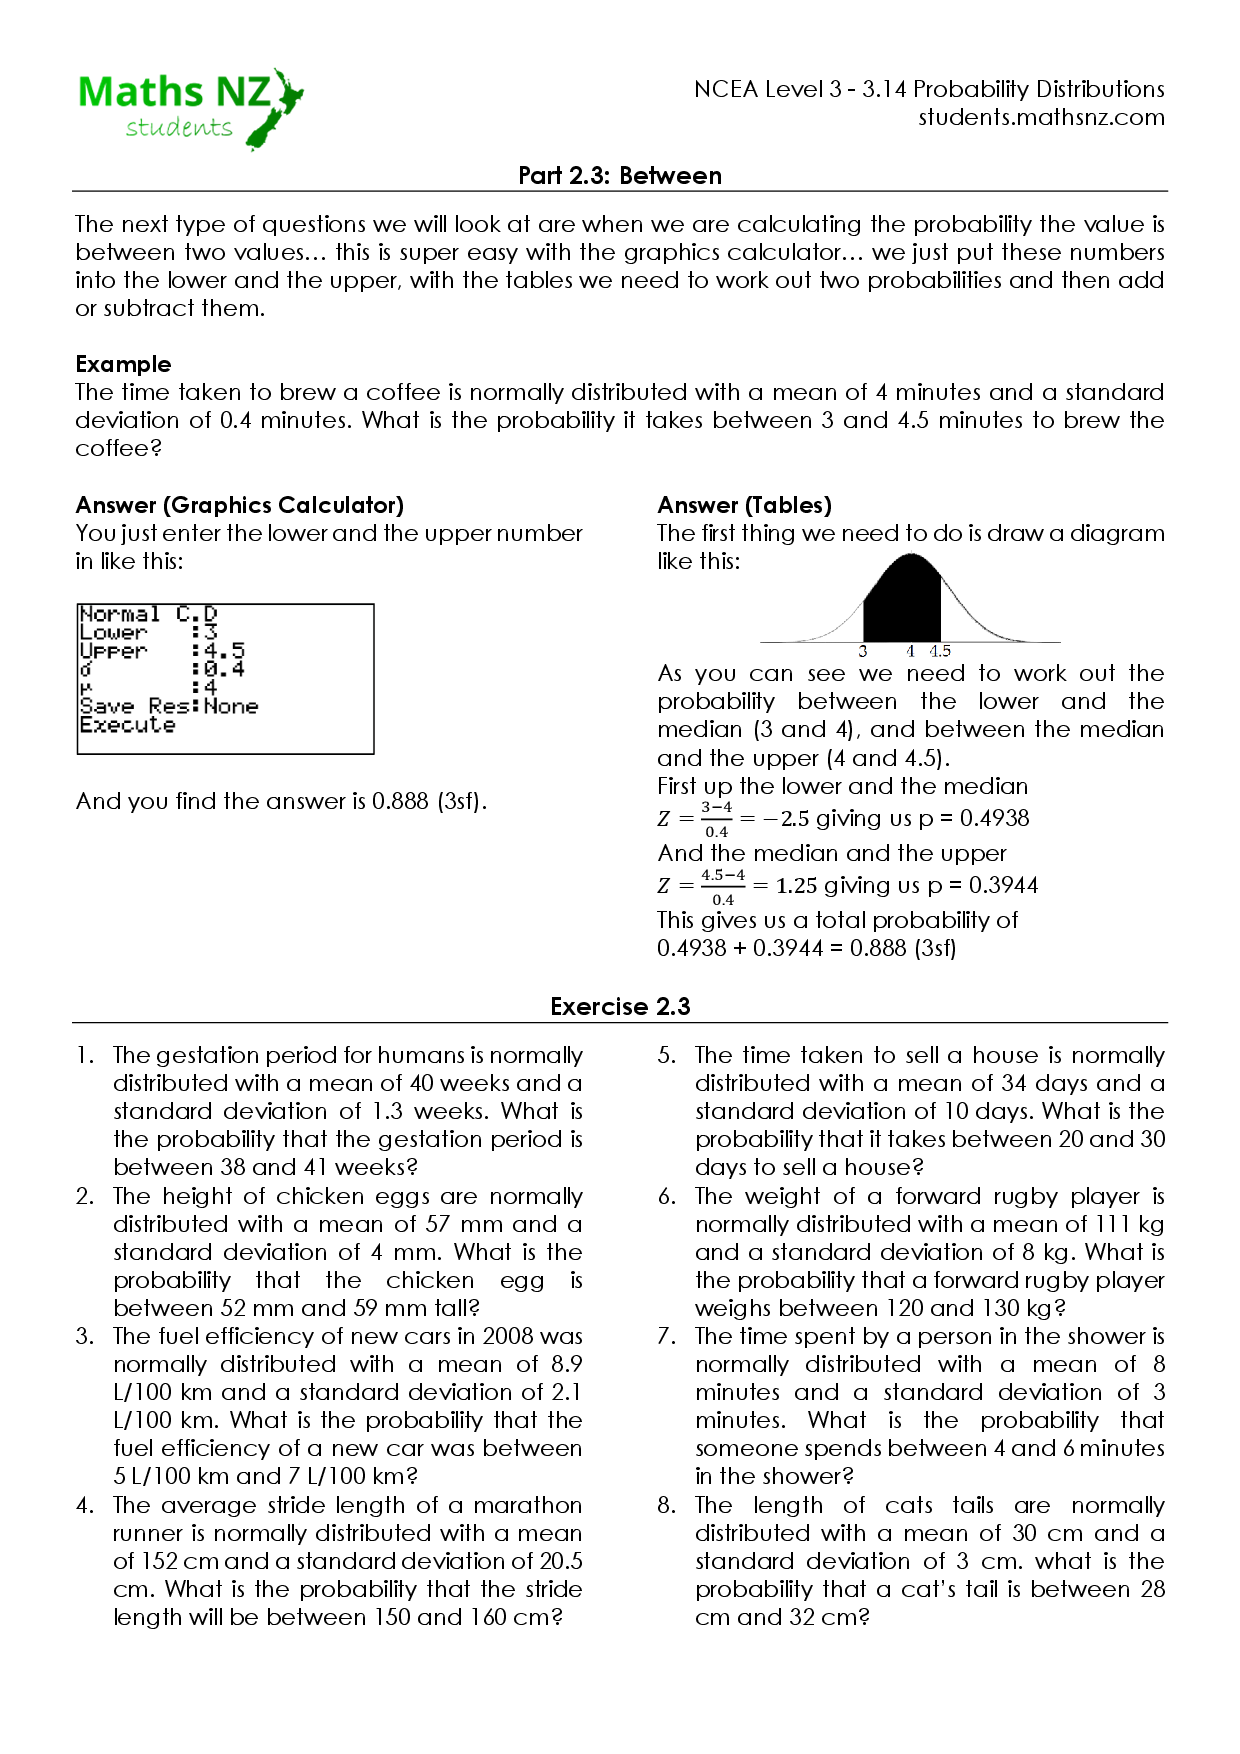 Maths NZ
students
NCEA Level 3 - 3.14 Probability Distributions
students.mathsnz.com
Part 2.3: Between
The next type of questions we will look at are when we are calculating the probability the value is
between two values… this is super easy with the graphics calculator… we just put these numbers
into the lower and the upper, with the tables we need to work out two probabilities and then add
or subtract them.
Example
The time taken to brew a coffee is normally distributed with a mean of 4 minutes and a standard
deviation of 0.4 minutes. What is the probability it takes between 3 and 4.5 minutes to brew the
coffee?
Answer (Graphics Calculator)
You just enter the lower and the upper number
in like this:
Normal C.D
Lower :3
Upper :4.5
σ :0.4
μ :4
Save Res:None
Execute
And you find the answer is 0.888 (3sf).
Answer (Tables)
The first thing we need to do is draw a diagram
like this:
3 4 4.5
As you can see we need to work out the
probability between the lower and the
median (3 and 4), and between the median
and the upper (4 and 4.5).
First up the lower and the median
Z = 3−4/0.4 = −2.5 giving us p = 0.4938
And the median and the upper
Z = 4.5−4/0.4 = 1.25 giving us p = 0.3944
This gives us a total probability of
0.4938 + 0.3944 = 0.888 (3sf)
Exercise 2.3
1. The gestation period for humans is normally
distributed with a mean of 40 weeks and a
standard deviation of 1.3 weeks. What is
the probability that the gestation period is
between 38 and 41 weeks?
2. The height of chicken eggs are normally
distributed with a mean of 57 mm and a
standard deviation of 4 mm. What is the
probability that the chicken egg is
between 52 mm and 59 mm tall?
3. The fuel efficiency of new cars in 2008 was
normally distributed with a mean of 8.9
L/100 km and a standard deviation of 2.1
L/100 km. What is the probability that the
fuel efficiency of a new car was between
5 L/100 km and 7 L/100 km?
4. The average stride length of a marathon
runner is normally distributed with a mean
of 152 cm and a standard deviation of 20.5
cm. What is the probability that the stride
length will be between 150 and 160 cm?
5. The time taken to sell a house is normally
distributed with a mean of 34 days and a
standard deviation of 10 days. What is the
probability that it takes between 20 and 30
days to sell a house?
6. The weight of a forward rugby player is
normally distributed with a mean of 111 kg
and a standard deviation of 8 kg. What is
the probability that a forward rugby player
weighs between 120 and 130 kg?
7. The time spent by a person in the shower is
normally distributed with a mean of 8
minutes and a standard deviation of 3
minutes. What is the probability that
someone spends between 4 and 6 minutes
in the shower?
8. The length of cats tails are normally
distributed with a mean of 30 cm and a
standard deviation of 3 cm. what is the
probability that a cat's tail is between 28
cm and 32 cm?